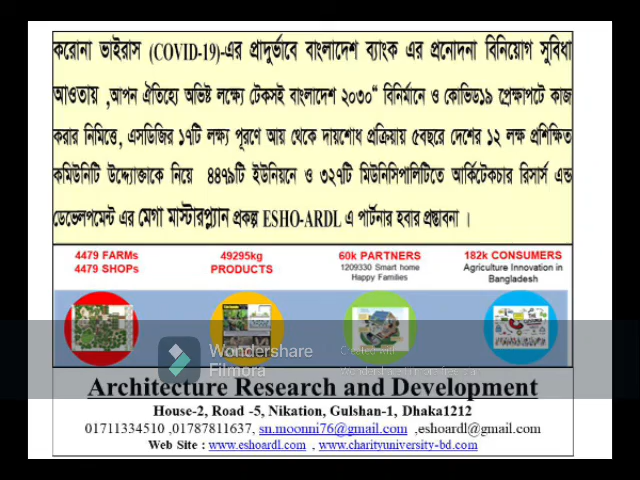 করোনা ভাইরাস (COVID-19)-এর প্রাদুর্ভাবে বাংলাদেশ ব্যাংক এর প্রনোদনা বিনিয়োগ সুবিধা
আওতায় ,আপন ঐতিহ্যে অভিষ্ট লক্ষ্যে টেকসই বাংলাদেশ ২০৩০“ বিনির্মানে ও কোভিড১৯ প্রেক্ষাপটে কাজ
করার নিমিত্তে, এসডিজির ১৭টি লক্ষ্য পূরণে আয় থেকে দায়শোধ প্রক্রিয়ায় ৫বছরে দেশের ১২ লক্ষ প্রশিক্ষিত
কমিউনিটি উদ্দ্যোক্তাকে নিয়ে ৪৪৭৯টি ইউনিয়নে ও ৩২৭টি মিউনিসিপালিটিতে আর্কিটেকচার রিসার্স এন্ড
ডেভেলপমেন্ট এর মেগা মাস্টারপ্ল্যান প্রকল্প ESHO-ARDL এ পার্টনার হবার প্রস্তাবনা ।
4479 FARMs
4479 SHOPs
49295kg
PRODUCTS
60k PARTNERS
1209330 Smart home
Happy Families
182k CONSUMERS
Agriculture Innovation in
Bangladesh
Wondershare
Filmora
Created with
Architecture Research and Development
House-2, Road -5, Nikation, Gulshan-1, Dhaka1212
01711334510 ,01787811637, sn.moonni76@gmail.com ,eshoardl@gmail.com
Web Site : www.eshoardl.com , www.charityuniversity-bd.com